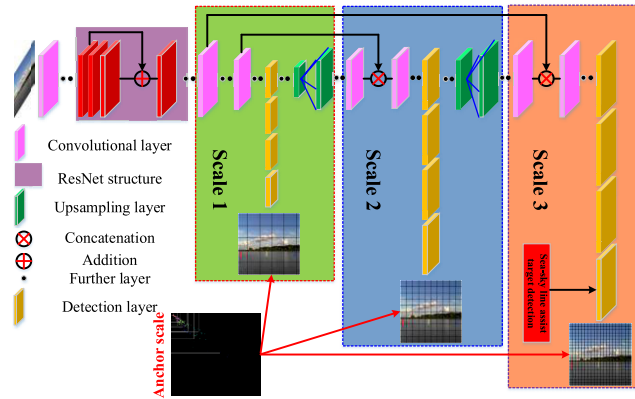 Convolutional layer
ResNet structure
Upsampling layer
Concatenation
Addition
Further layer
Detection layer
Scale 1
Scale 2
Scale 3
Sea-sky line assist
target detection
Anchor scale